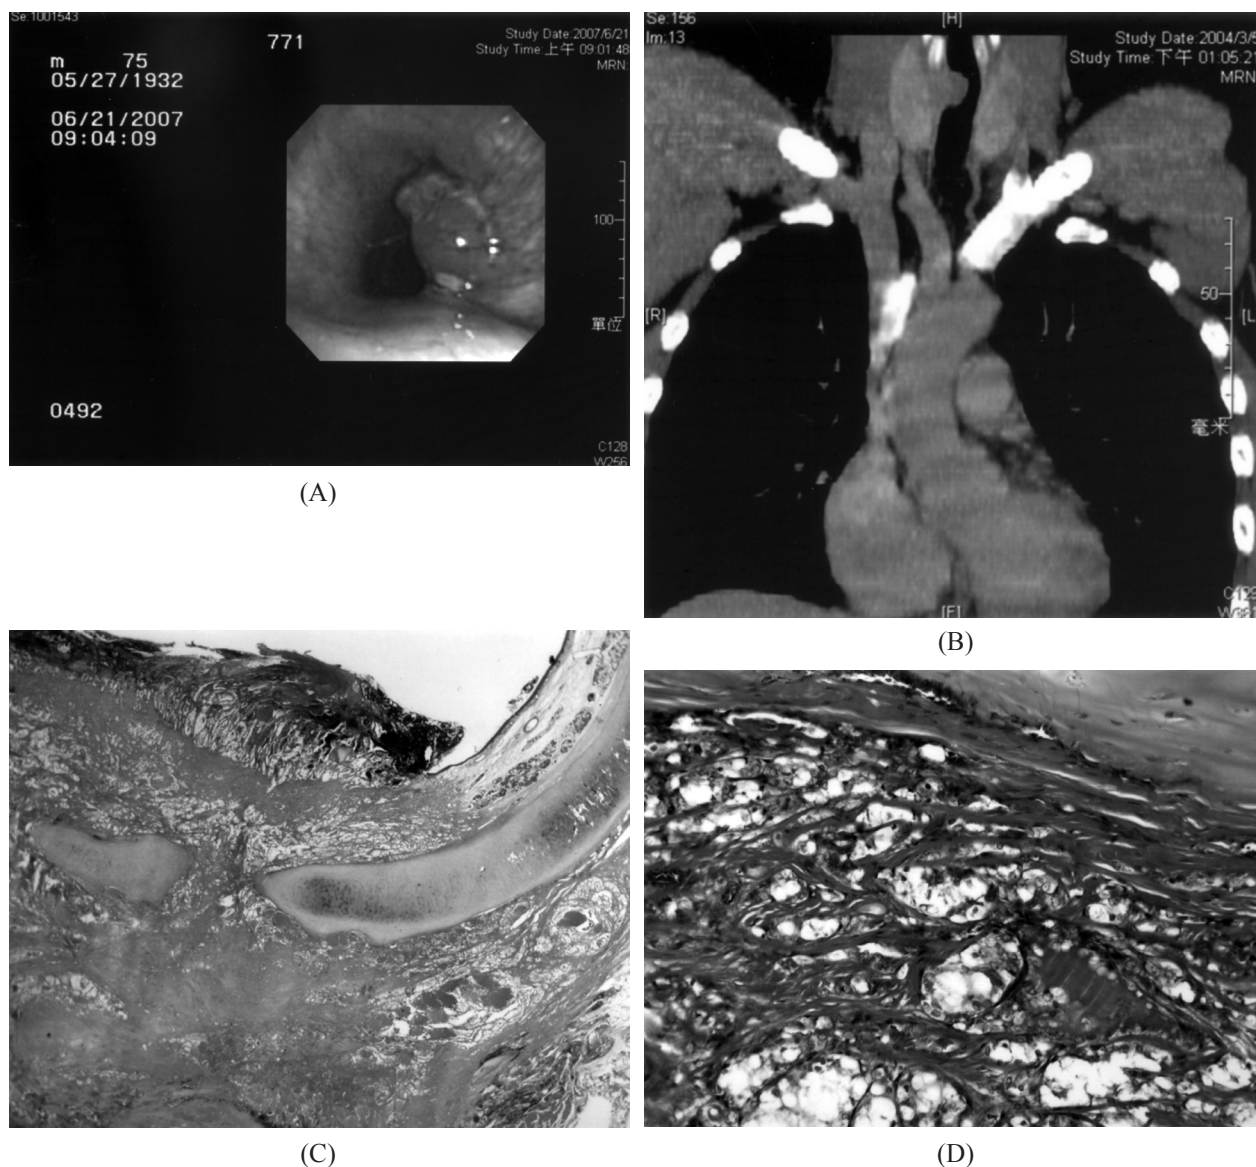 Se:1001543
771
Study Date:2007/6/21
Study Time:上午 09:01:48
MRN:
m 75
05/27/1932
06/21/2007
09:04:09
100
單位
0492
C128
W256
(A)
Se:156
Im:13
[H]
Study Date:2004/3/5
Study Time:下午 01:05:21
MRN
[R]
50
[L]
毫米
[F]
(B)
(C)
(D)